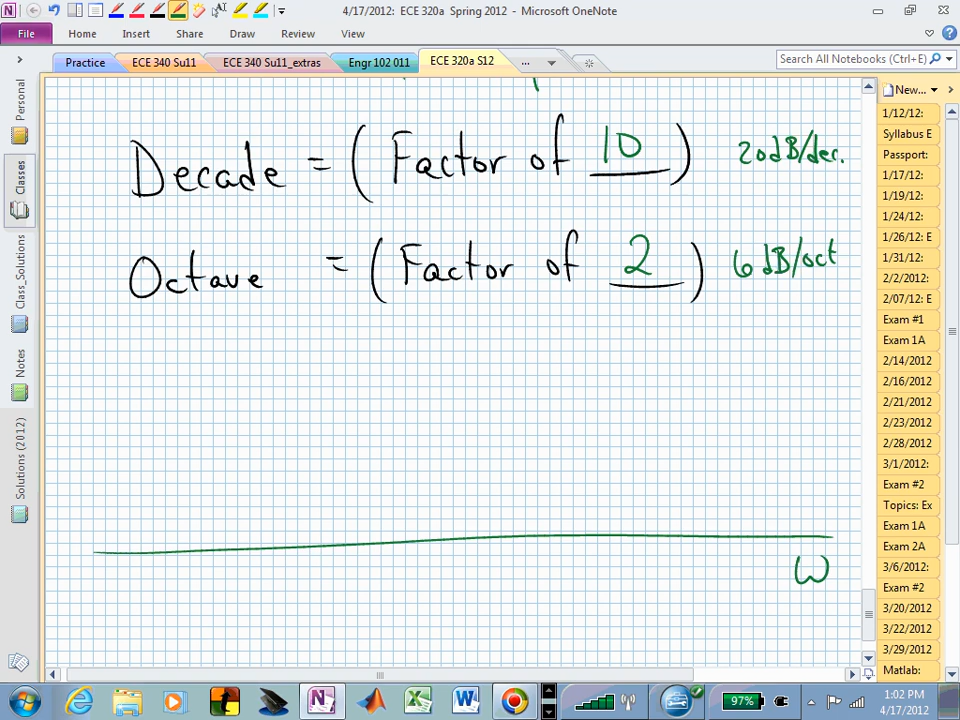 4/17/2012: ECE 320a Spring 2012 - Microsoft OneNote
File Home Insert Share Draw Review View
Practice ECE 340 Su11 ECE 340 Su11_extras Engr 102 011 ECE 320a S12 ...
Search All Notebooks (Ctrl+E)
New...
Personal
Classes
Class_Solutions
Notes
Solutions (2012)
Decade = (Factor of 10) 20dB/dec.
Octave = (Factor of 2) 6dB/oct
ω
1/12/12:
Syllabus E
Passport:
1/17/12:
1/19/12:
1/24/12:
1/26/12: E
1/31/12:
2/2/2012:
2/07/12: E
Exam #1
Exam 1A
2/14/2012
2/16/2012
2/21/2012
2/23/2012
2/28/2012
3/1/2012:
Exam #2
Topics: Ex
Exam 1A
Exam 2A
3/6/2012:
Exam #2
3/20/2012
3/22/2012
3/29/2012
Matlab:
97%
1:02 PM
4/17/2012